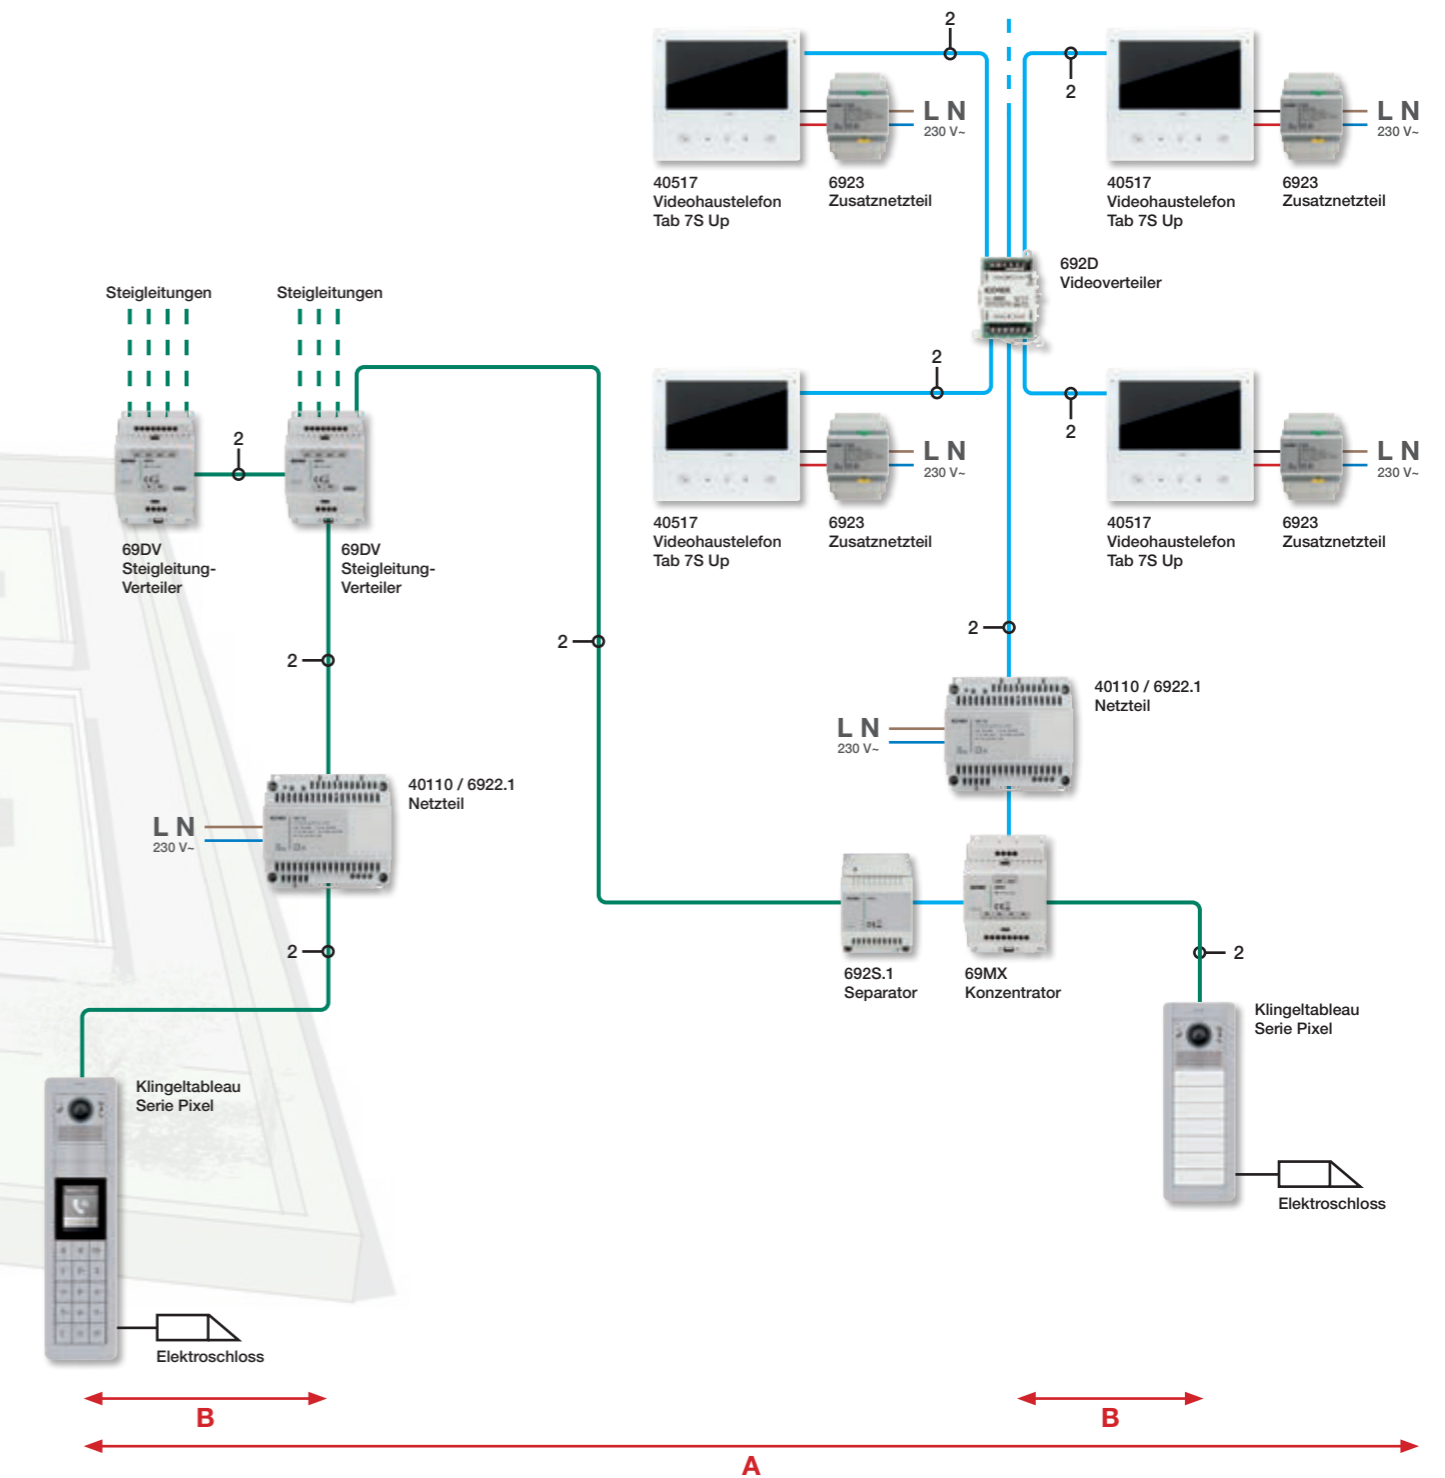 2
2
L N
230 V~
L N
230 V~
40517
Videohaustelefon
Tab 7S Up
6923
Zusatznetzteil
40517
Videohaustelefon
Tab 7S Up
6923
Zusatznetzteil
692D
Videoverteiler
Steigleitungen
Steigleitungen
2
2
2
L N
230 V~
L N
230 V~
40517
Videohaustelefon
Tab 7S Up
6923
Zusatznetzteil
40517
Videohaustelefon
Tab 7S Up
6923
Zusatznetzteil
69DV
Steigleitung-
Verteiler
69DV
Steigleitung-
Verteiler
2
2
2
40110 / 6922.1
Netzteil
L N
230 V~
40110 / 6922.1
Netzteil
L N
230 V~
2
2
692S.1
Separator
69MX
Konzentrator
Klingeltableau
Serie Pixel
Klingeltableau
Serie Pixel
Elektroschloss
Elektroschloss
B
B
A